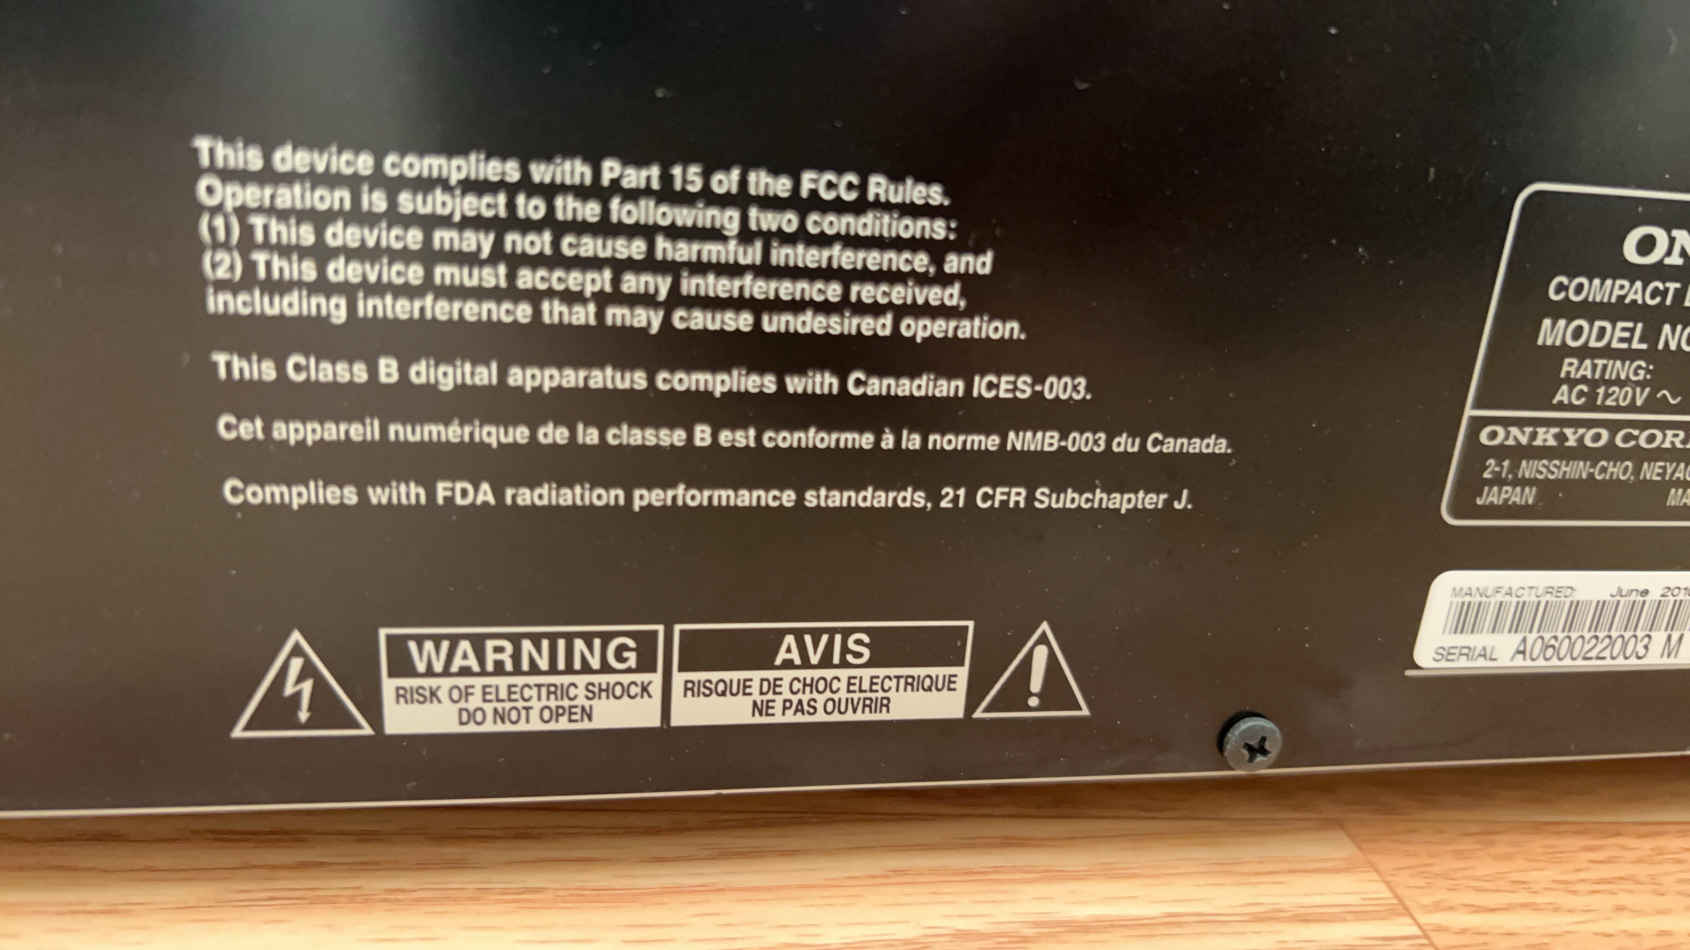 This device complies with Part 15 of the FCC Rules.
Operation is subject to the following two conditions:
(1) This device may not cause harmful interference, and
(2) This device must accept any interference received,
including interference that may cause undesired operation.
This Class B digital apparatus complies with Canadian ICES-003.
Cet appareil numérique de la classe B est conforme à la norme NMB-003 du Canada.
Complies with FDA radiation performance standards, 21 CFR Subchapter J.
WARNING
RISK OF ELECTRIC SHOCK
DO NOT OPEN
AVIS
RISQUE DE CHOC ELECTRIQUE
NE PAS OUVRIR
COMPACT
MODEL
RATING:
AC 120V ~
ONKYO
2-1, NISSHIN-CHO,
JAPAN
MANUFACTURED: June
SERIAL A060022003 M